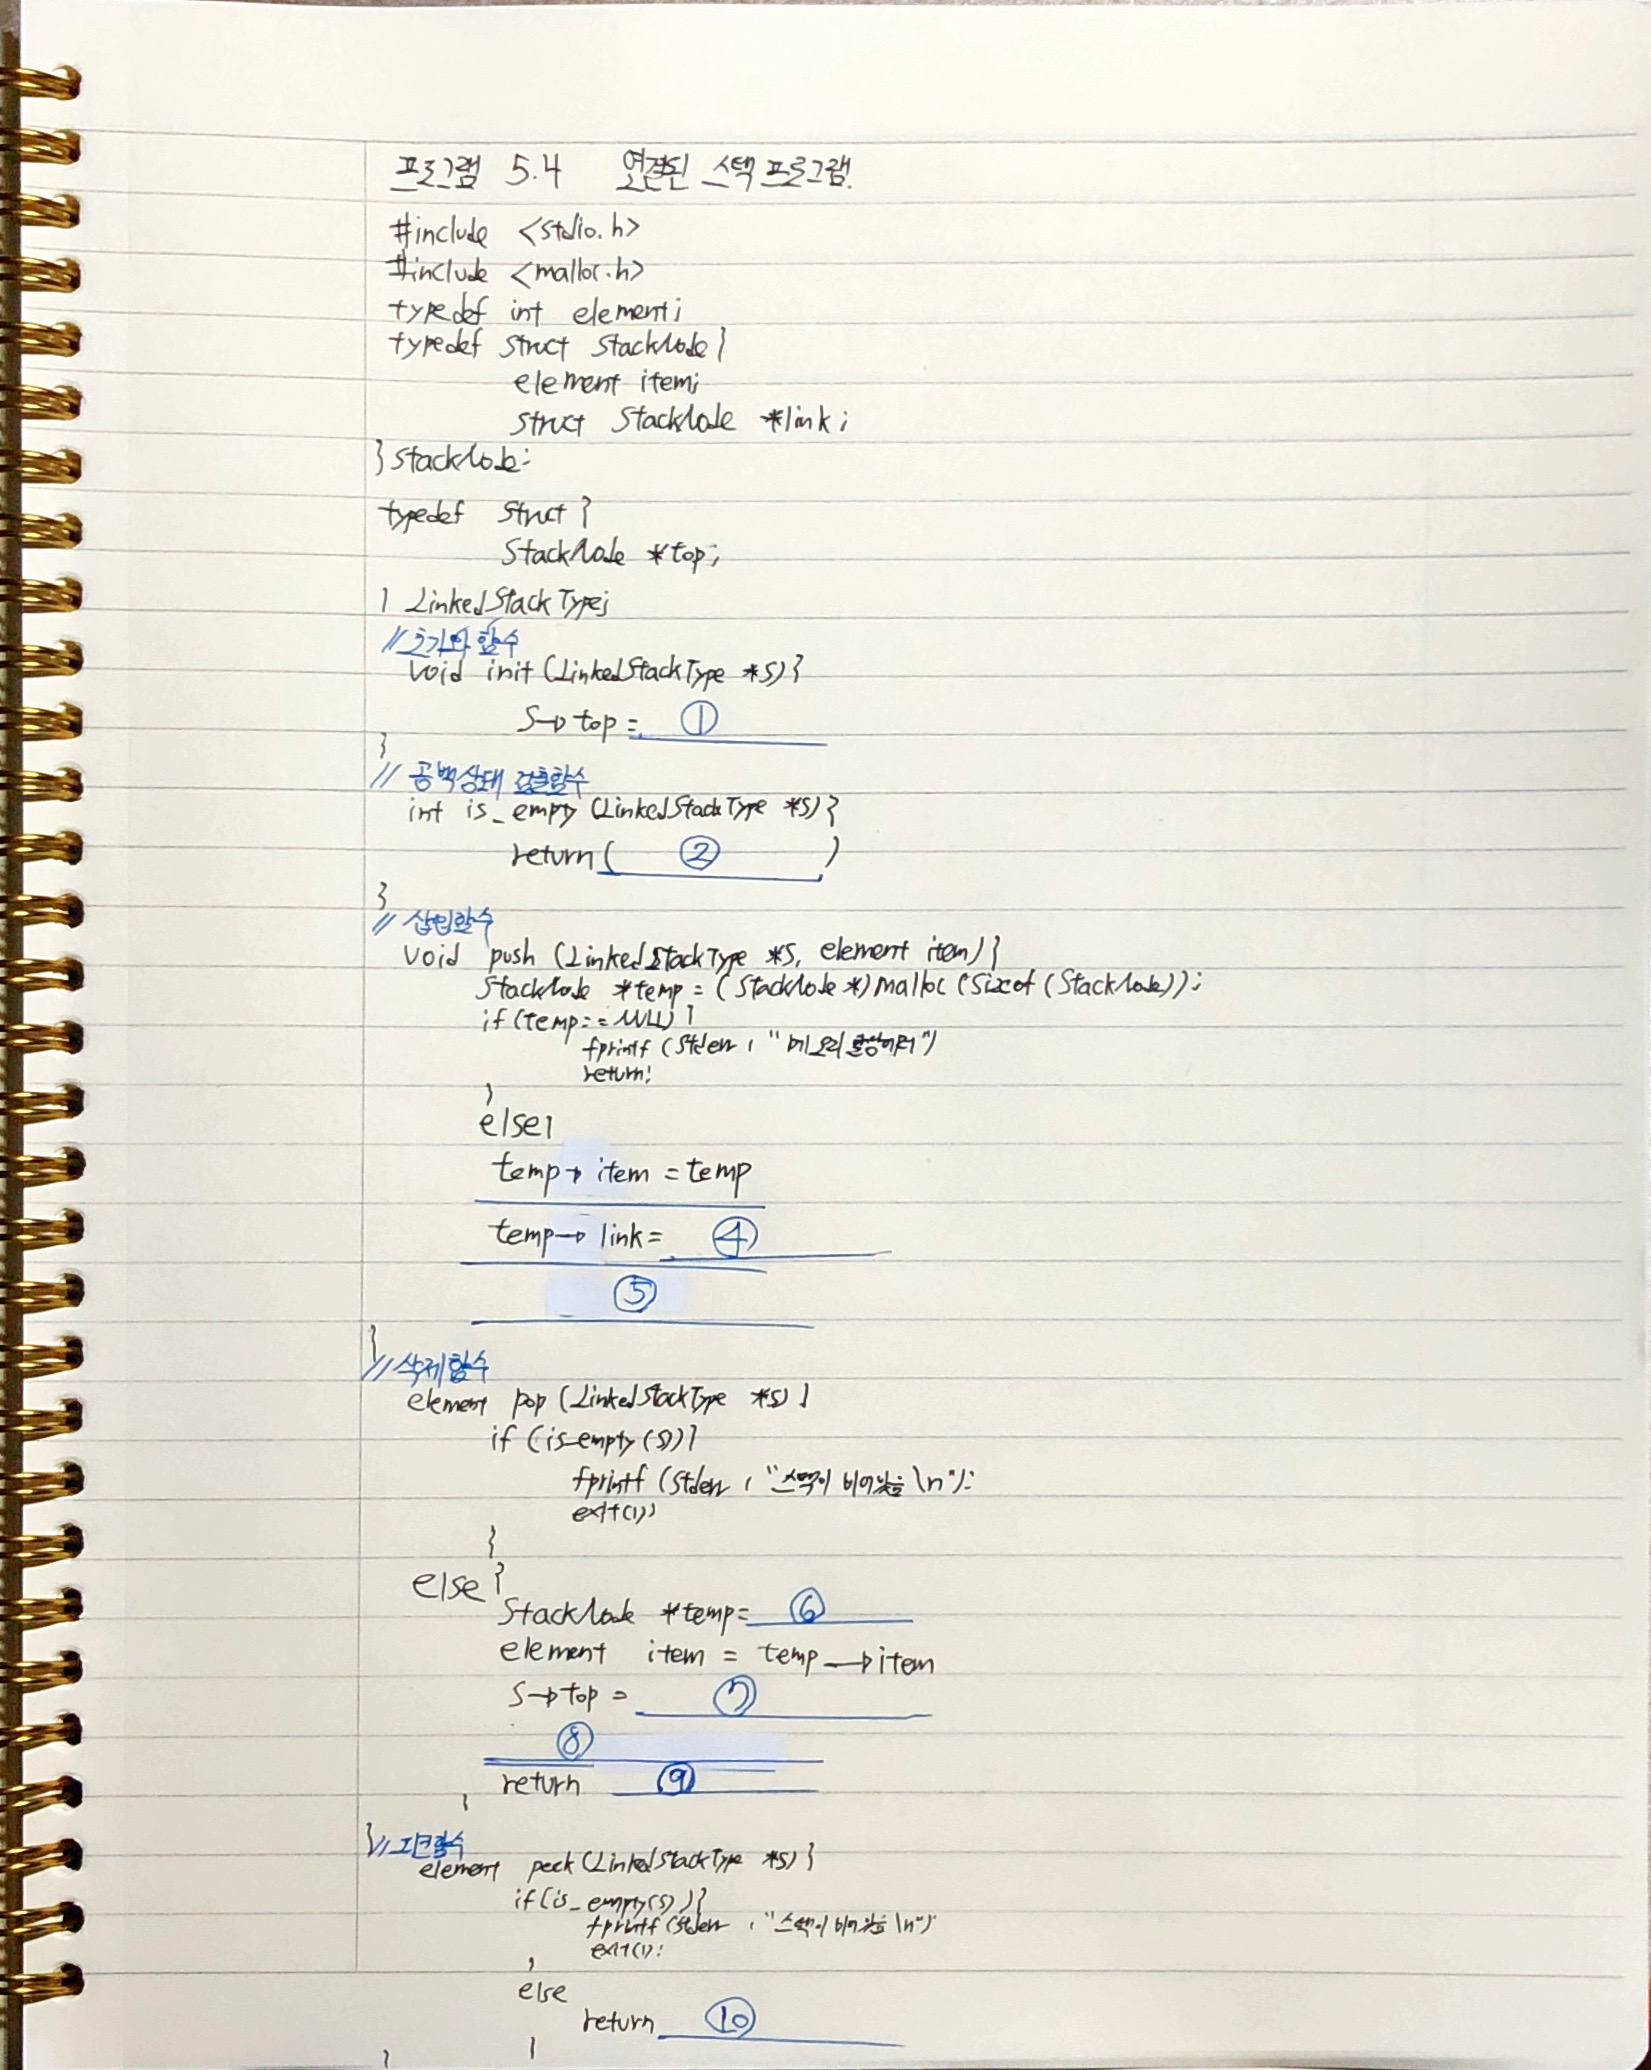 프로그램 5.4 연결된 스택 프로그램.
#include <stdio.h>
#include <malloc.h>
typedef int element;
typedef struct StackNode{
element item;
struct StackNode *link;
}StackNode;
typedef struct{
StackNode *top;
} LinkedStackType;
// 초기화 함수
void init (LinkedStackType *S){
S→top = ①
}
// 공백상태 검출함수
int is_empty (LinkedStackType *S){
return( ② )
}
// 삽입함수
void push (LinkedStackType *S, element item){
StackNode *temp = (StackNode *)malloc (sizeof (StackNode));
if (temp==NULL){
fprintf (stderr, "메모리 할당에러")
return;
}
else{
temp→item = temp
temp→link= ④
⑤
}
// 삭제함수
element pop (LinkedStackType *S) {
if (is_empty (S)){
fprintf (stderr, "스택이 비어있음 \n");
exit(1);
}
else{
StackNode *temp= ⑥
element item = temp→item
S→top = ⑦
⑧
return ⑨
}
}
// 피크함수
element peek (LinkedStackType *S){
if(is_empty(S)){
fprintf (stderr, "스택이 비어있음 \n")
exit(1);
}
else
return ⑩
}
}